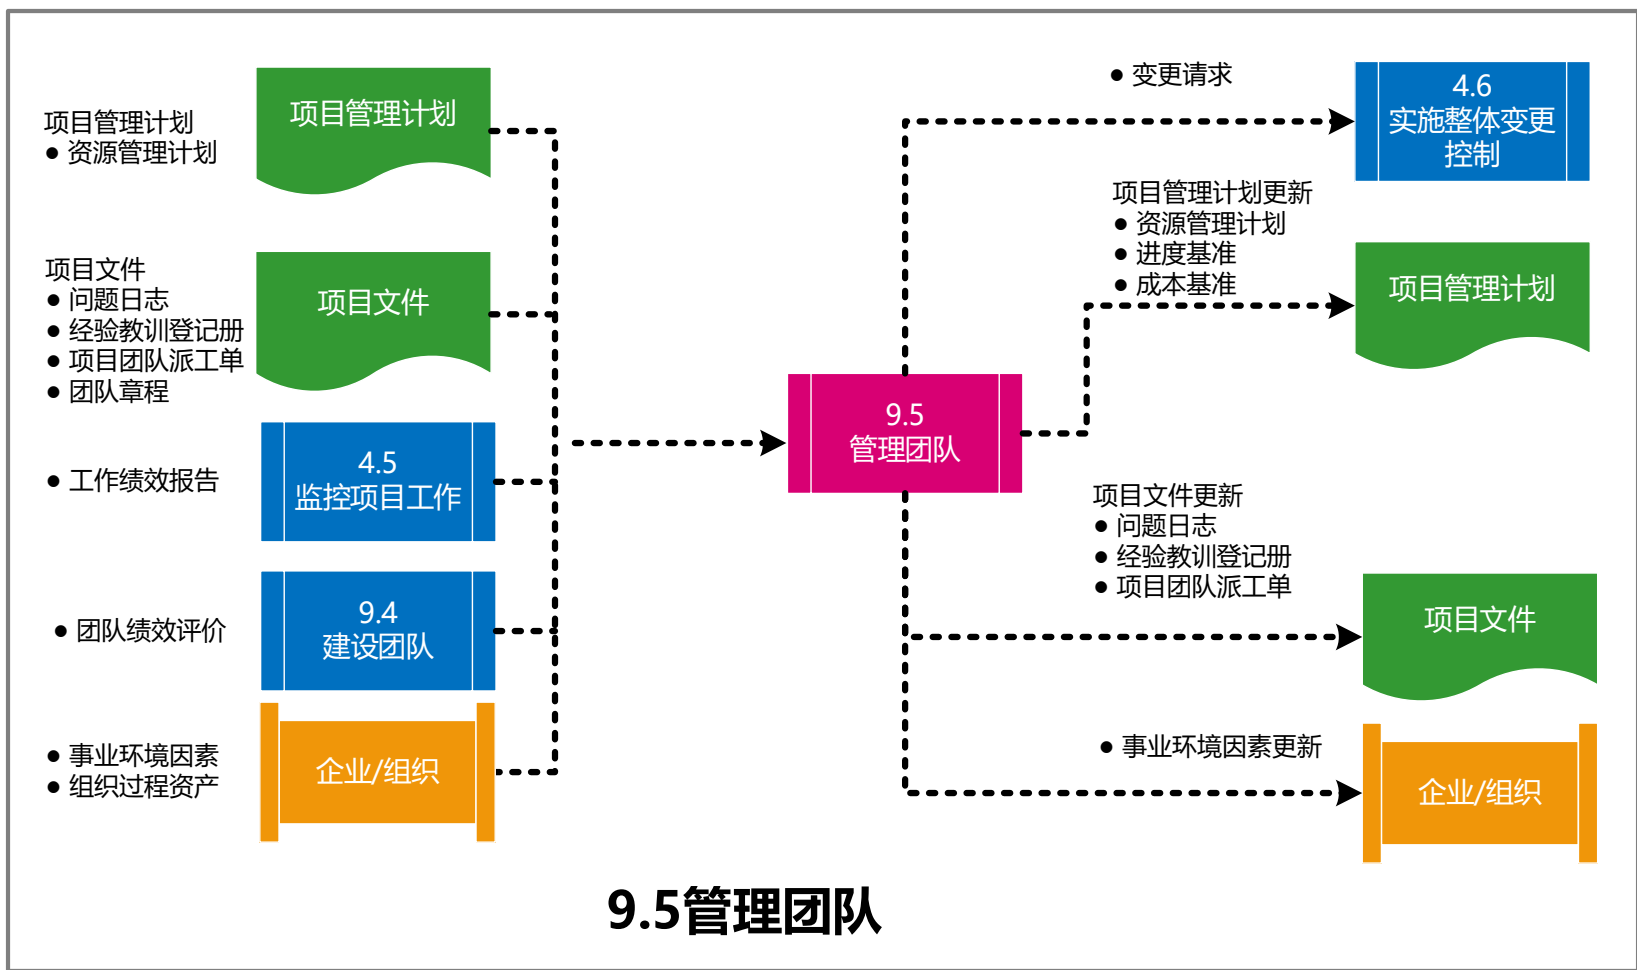 项目管理计划
● 资源管理计划
项目管理计划
项目文件
● 问题日志
● 经验教训登记册
● 项目团队派工单
● 团队章程
项目文件
● 工作绩效报告
4.5
监控项目工作
● 团队绩效评价
9.4
建设团队
● 事业环境因素
● 组织过程资产
企业/组织
9.5
管理团队
● 变更请求
4.6
实施整体变更
控制
项目管理计划更新
● 资源管理计划
● 进度基准
● 成本基准
项目管理计划
项目文件更新
● 问题日志
● 经验教训登记册
● 项目团队派工单
项目文件
● 事业环境因素更新
企业/组织
9.5管理团队